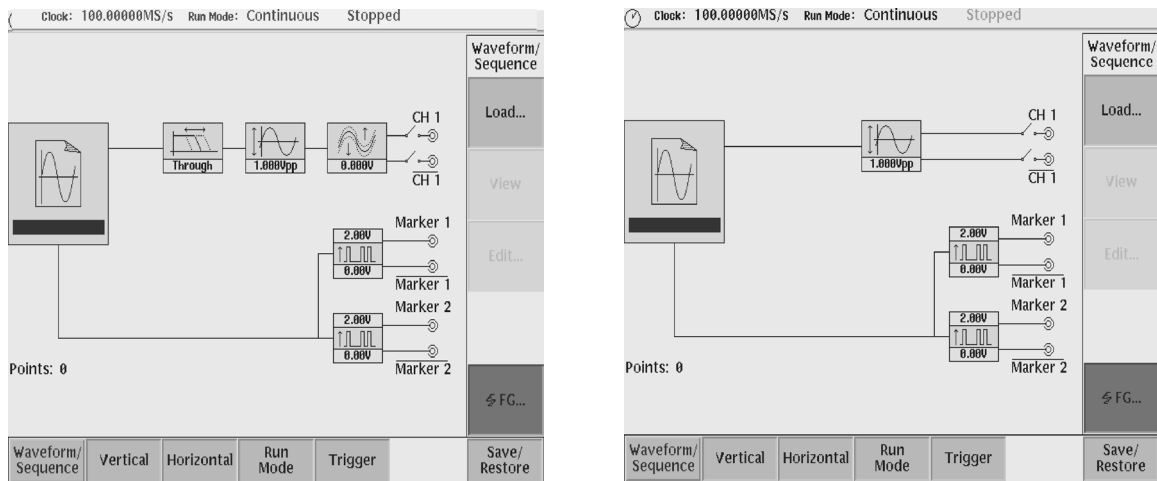 Clock: 100.00000MS/s Run Mode: Continuous Stopped
Waveform/
Sequence
Load...
View
Edit...
CH 1
Through
1.000Vpp
0.000V
CH 1
Marker 1
2.00V
0.00V
Marker 1
Marker 2
2.00V
0.00V
Marker 2
Points: 0
FG...
Waveform/
Sequence
Vertical
Horizontal
Run
Mode
Trigger
Save/
Restore
Clock: 100.00000MS/s Run Mode: Continuous Stopped
Waveform/
Sequence
Load...
View
Edit...
CH 1
1.000Vpp
CH 1
Marker 1
2.00V
0.00V
Marker 1
Marker 2
2.00V
0.00V
Marker 2
Points: 0
FG...
Waveform/
Sequence
Vertical
Horizontal
Run
Mode
Trigger
Save/
Restore